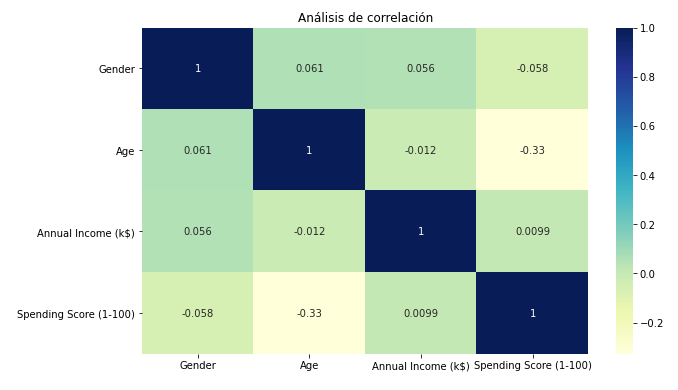 Análisis de correlación
Gender 1 0.061 0.056 -0.058
Age 0.061 1 -0.012 -0.33
Annual Income (k$) 0.056 -0.012 1 0.0099
Spending Score (1-100) -0.058 -0.33 0.0099 1
Gender Age Annual Income (k$) Spending Score (1-100)
1.0
0.8
0.6
0.4
0.2
0.0
−0.2